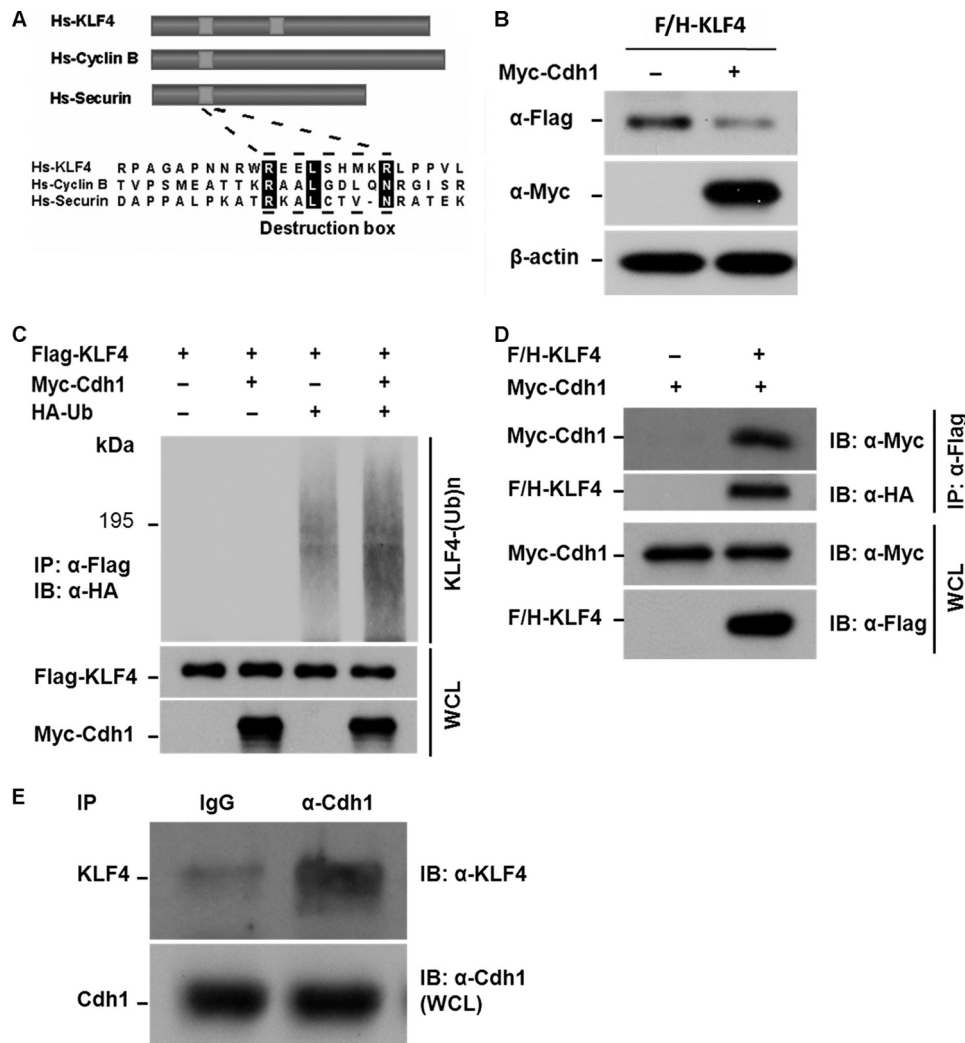 A
Hs-KLF4
Hs-Cyclin B
Hs-Securin
Hs-KLF4 R P A G A P N N R W R E E L S H M K R L P P V L
Hs-Cyclin B T V P S M E A T T K R A A L G D L Q N R G I S R
Hs-Securin D A P P A L P K A T R K A L C T V - N R A T E K
Destruction box
B
F/H-KLF4
Myc-Cdh1 – +
α-Flag
α-Myc
β-actin
C
Flag-KLF4 + + + +
Myc-Cdh1 – + – +
HA-Ub – – + +
kDa
195
IP: α-Flag
IB: α-HA
KLF4-(Ub)n
Flag-KLF4
Myc-Cdh1
WCL
D
F/H-KLF4 – +
Myc-Cdh1 + +
Myc-Cdh1 IB: α-Myc
F/H-KLF4 IB: α-HA
IP: α-Flag
Myc-Cdh1 IB: α-Myc
F/H-KLF4 IB: α-Flag
WCL
E
IP IgG α-Cdh1
KLF4 IB: α-KLF4
Cdh1 IB: α-Cdh1
(WCL)